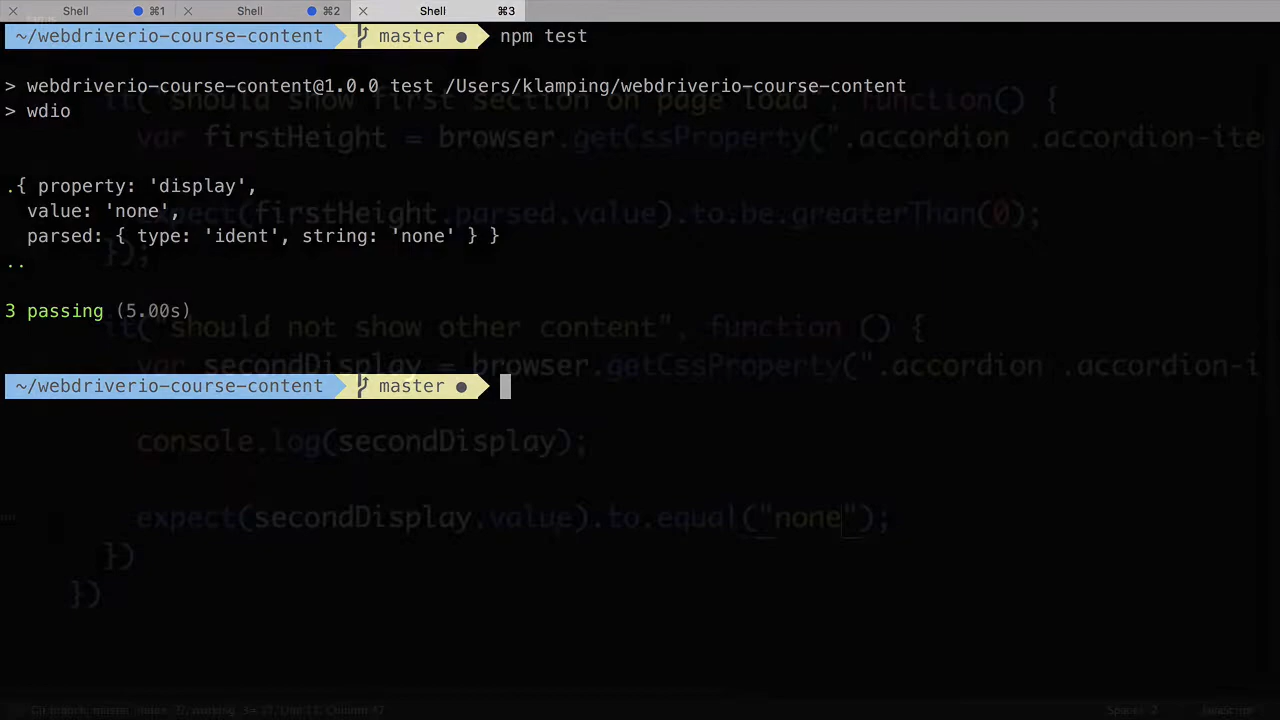 Shell ⌘1 Shell ⌘2 Shell ⌘3
~/webdriverio-course-content master ● npm test
> webdriverio-course-content@1.0.0 test /Users/klamping/webdriverio-course-content
it("should show first section on page load", function() {
> wdio
var firstHeight = browser.getCssProperty(".accordion .accordion-ite
.{ property: 'display',
value: 'none',
expect(firstHeight.parsed.value).to.be.greaterThan(0);
parsed: { type: 'ident', string: 'none' } }
});
..
3 passing (5.00s)
it("should not show other content", function () {
var secondDisplay = browser.getCssProperty(".accordion .accordion-i
~/webdriverio-course-content master ●
console.log(secondDisplay);
expect(secondDisplay.value).to.equal("none");
})
})
Spaces: 2 JavaScript